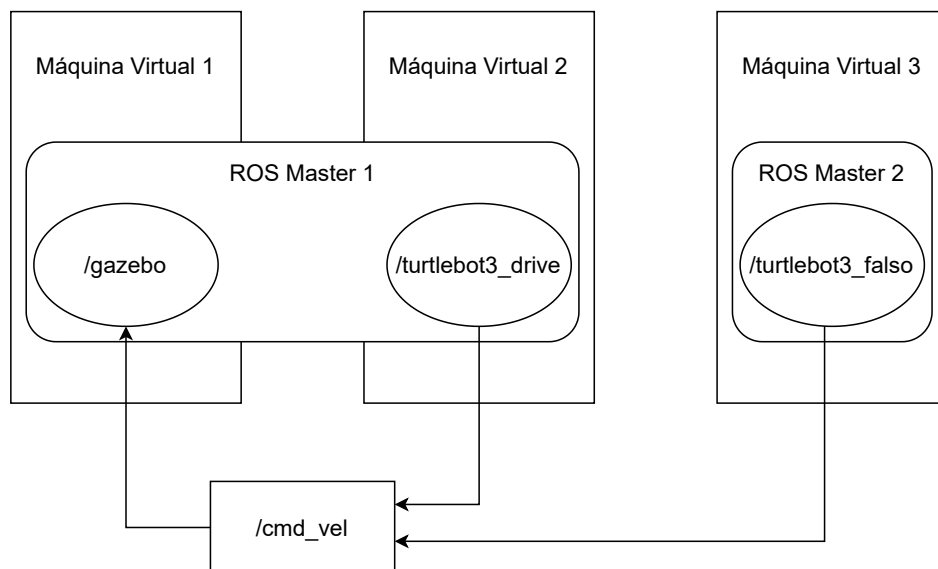 Máquina Virtual 1
Máquina Virtual 2
Máquina Virtual 3
ROS Master 1
ROS Master 2
/gazebo
/turtlebot3_drive
/turtlebot3_falso
/cmd_vel